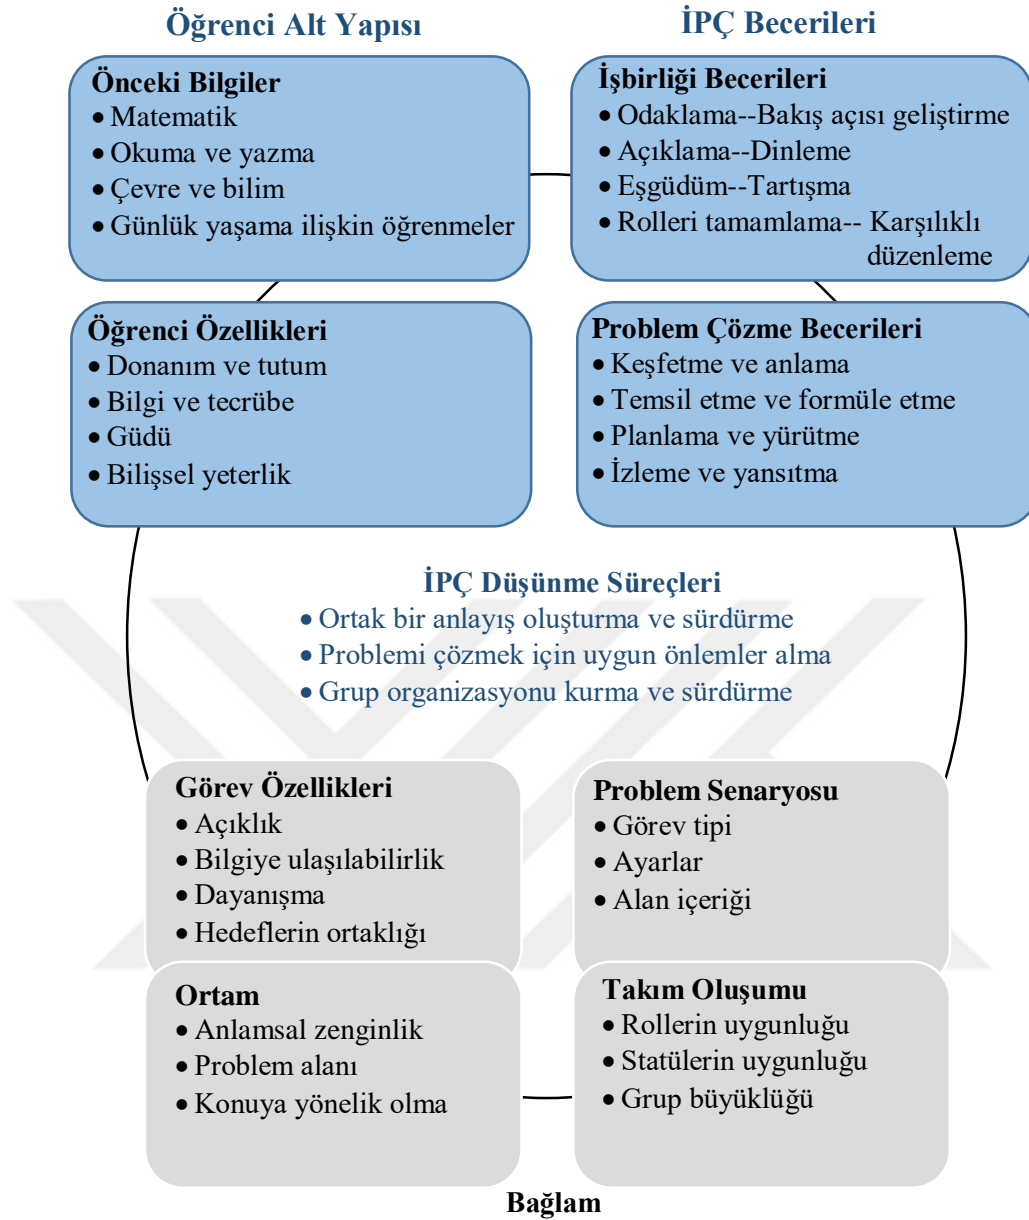 Öğrenci Alt Yapısı
İPÇ Becerileri
Önceki Bilgiler
• Matematik
• Okuma ve yazma
• Çevre ve bilim
• Günlük yaşama ilişkin öğrenmeler
İşbirliği Becerileri
• Odaklama--Bakış açısı geliştirme
• Açıklama--Dinleme
• Eşgüdüm--Tartışma
• Rolleri tamamlama-- Karşılıklı
düzenleme
Öğrenci Özellikleri
• Donanım ve tutum
• Bilgi ve tecrübe
• Güdü
• Bilişsel yeterlik
Problem Çözme Becerileri
• Keşfetme ve anlama
• Temsil etme ve formüle etme
• Planlama ve yürütme
• İzleme ve yansıtma
İPÇ Düşünme Süreçleri
• Ortak bir anlayış oluşturma ve sürdürme
• Problemi çözmek için uygun önlemler alma
• Grup organizasyonu kurma ve sürdürme
Görev Özellikleri
• Açıklık
• Bilgiye ulaşılabilirlik
• Dayanışma
• Hedeflerin ortaklığı
Problem Senaryosu
• Görev tipi
• Ayarlar
• Alan içeriği
Ortam
• Anlamsal zenginlik
• Problem alanı
• Konuya yönelik olma
Takım Oluşumu
• Rollerin uygunluğu
• Statülerin uygunluğu
• Grup büyüklüğü
Bağlam